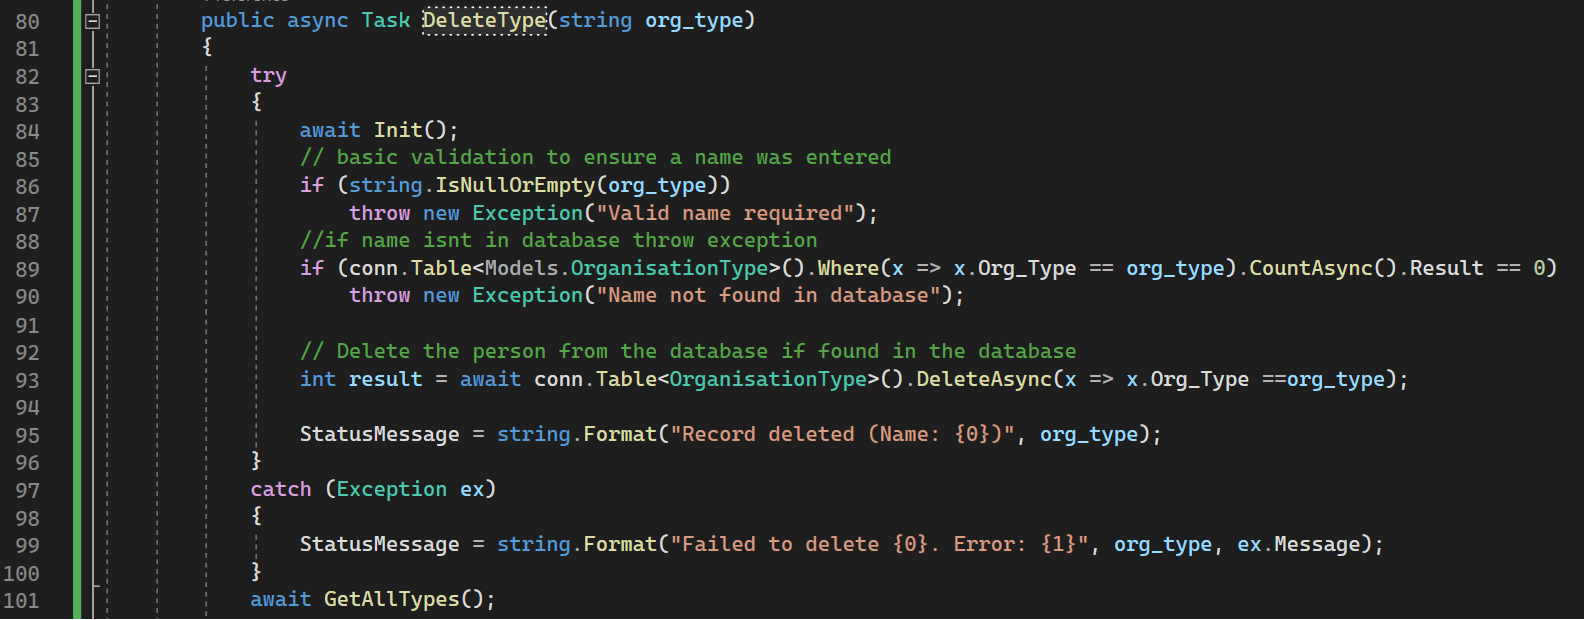 80 public async Task DeleteType(string org_type)
81 {
82 try
83 {
84 await Init();
85 // basic validation to ensure a name was entered
86 if (string.IsNullOrEmpty(org_type))
87 throw new Exception("Valid name required");
88 //if name isnt in database throw exception
89 if (conn.Table<Models.OrganisationType>().Where(x => x.Org_Type == org_type).CountAsync().Result == 0)
90 throw new Exception("Name not found in database");
91
92 // Delete the person from the database if found in the database
93 int result = await conn.Table<OrganisationType>().DeleteAsync(x => x.Org_Type ==org_type);
94
95 StatusMessage = string.Format("Record deleted (Name: {0})", org_type);
96 }
97 catch (Exception ex)
98 {
99 StatusMessage = string.Format("Failed to delete {0}. Error: {1}", org_type, ex.Message);
100 }
101 await GetAllTypes();